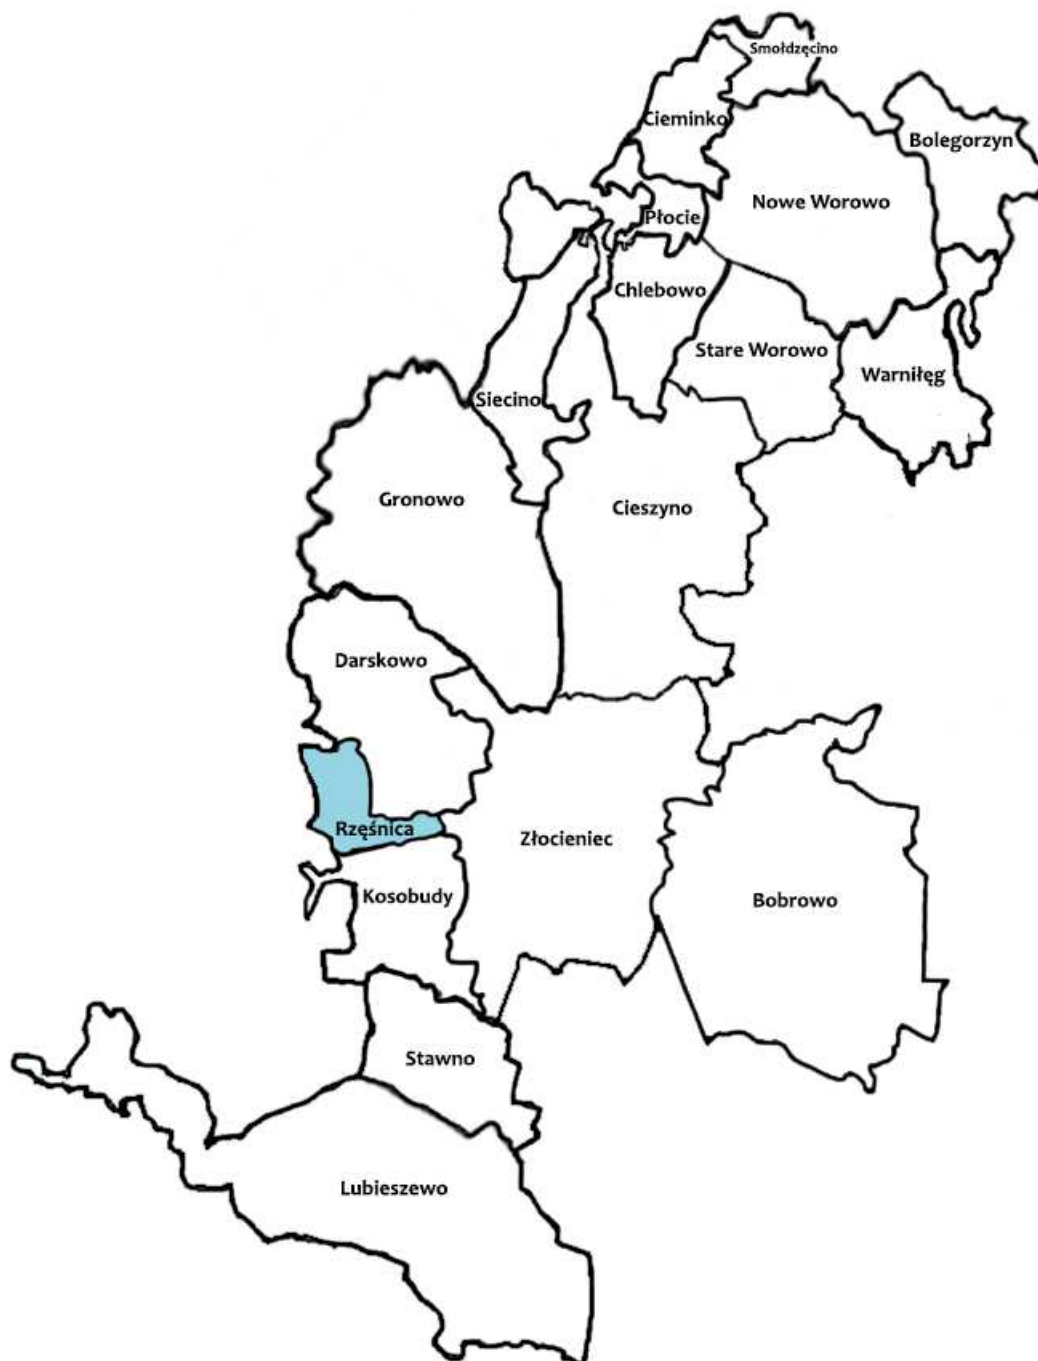 Smołdzęcino
Cieminko
Bolegorzyn
Nowe Worowo
Płocie
Chlebowo
Stare Worowo
Warniłęg
Siecino
Gronowo
Cieszyno
Darskowo
Rzęśnica
Złocieniec
Kosobudy
Bobrowo
Stawno
Lubieszewo